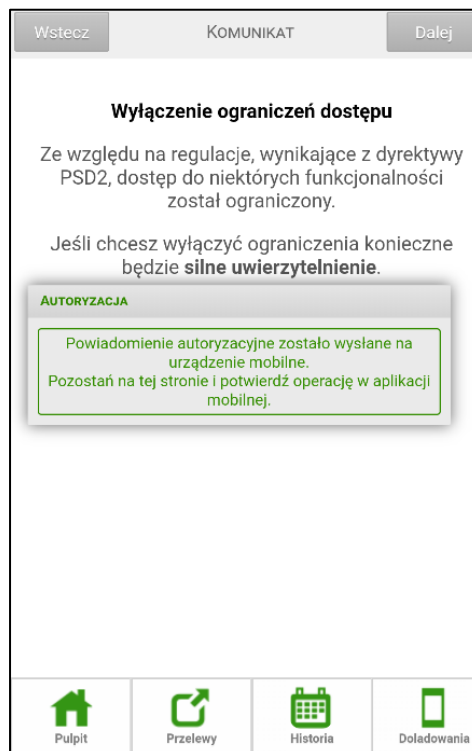 Wstecz
KOMUNIKAT
Dalej
Wyłączenie ograniczeń dostępu
Ze względu na regulacje, wynikające z dyrektywy
PSD2, dostęp do niektórych funkcjonalności
został ograniczony.
Jeśli chcesz wyłączyć ograniczenia konieczne
będzie silne uwierzytelnienie.
AUTORYZACJA
Powiadomienie autoryzacyjne zostało wysłane na
urządzenie mobilne.
Pozostań na tej stronie i potwierdź operację w aplikacji
mobilnej.
Pulpit
Przelewy
Historia
Doladowania